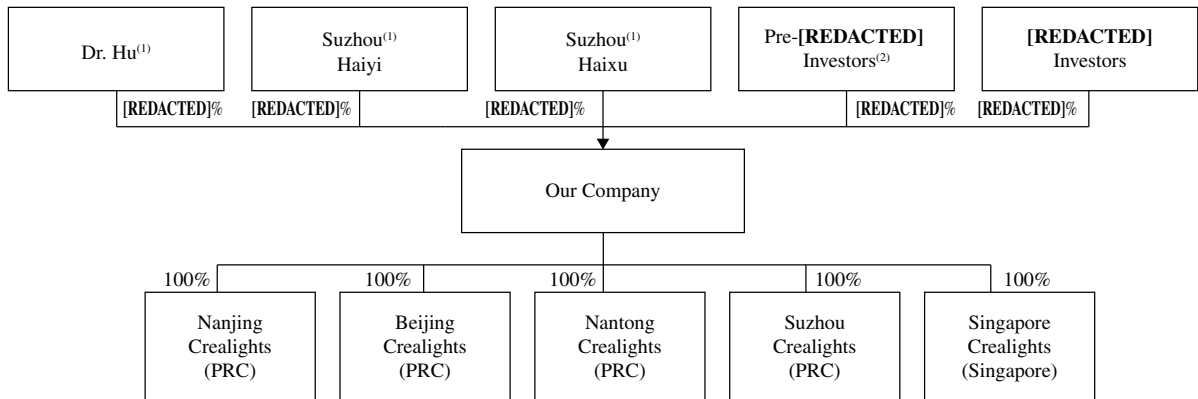 Dr. Hu(1)
Suzhou(1)
Haiyi
Suzhou(1)
Haixu
Pre-[REDACTED]
Investors(2)
[REDACTED]
Investors
[REDACTED]%
[REDACTED]%
[REDACTED]%
[REDACTED]%
[REDACTED]%
Our Company
100%
100%
100%
100%
100%
Nanjing
Crealights
(PRC)
Beijing
Crealights
(PRC)
Nantong
Crealights
(PRC)
Suzhou
Crealights
(PRC)
Singapore
Crealights
(Singapore)